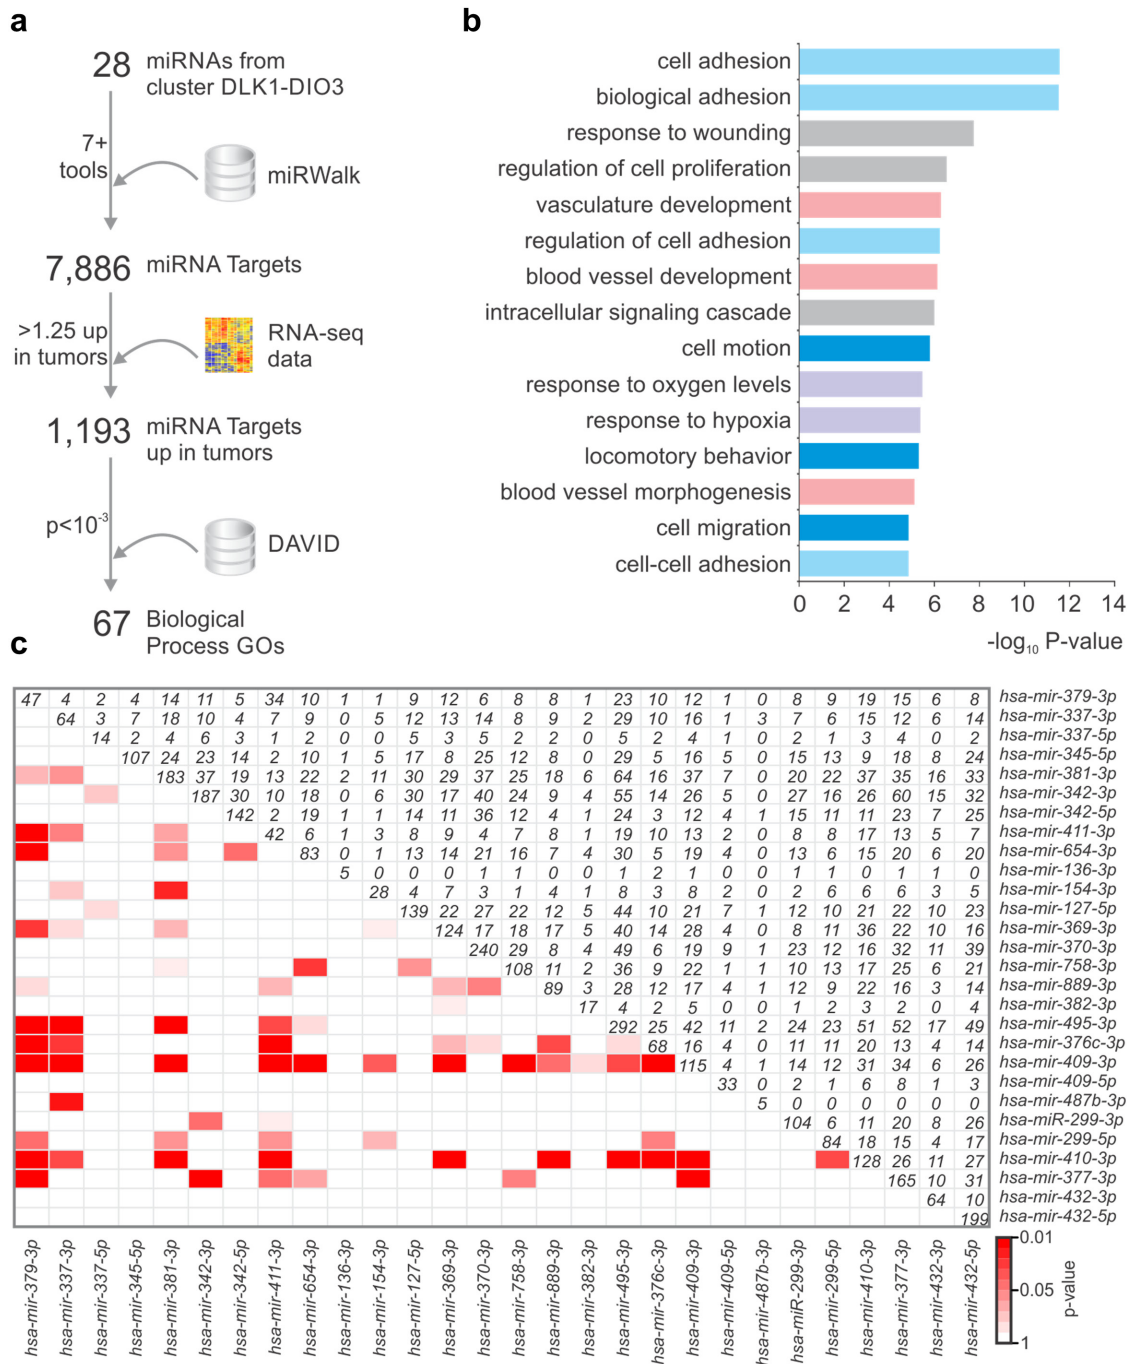 a
28 miRNAs from
cluster DLK1-DIO3
7+
tools
miRWalk
7,886 miRNA Targets
>1.25 up
in tumors
RNA-seq
data
1,193 miRNA Targets
up in tumors
p<10-3
DAVID
67 Biological
Process GOs
b
cell adhesion
biological adhesion
response to wounding
regulation of cell proliferation
vasculature development
regulation of cell adhesion
blood vessel development
intracellular signaling cascade
cell motion
response to oxygen levels
response to hypoxia
locomotory behavior
blood vessel morphogenesis
cell migration
cell-cell adhesion
0 2 4 6 8 10 12 14
-log10 P-value
c
47 4 2 4 14 11 5 34 10 1 1 9 12 6 8 8 1 23 10 12 1 0 8 9 19 15 6 8 hsa-mir-379-3p
64 3 7 18 10 4 7 9 0 5 12 13 14 8 9 2 29 10 16 1 3 7 6 15 12 6 14 hsa-mir-337-3p
14 2 4 6 3 1 2 0 0 5 3 5 2 2 0 5 2 4 1 0 2 1 3 4 0 2 hsa-mir-337-5p
107 24 23 14 2 10 1 5 17 8 25 12 8 0 29 5 16 5 0 15 13 9 18 8 24 hsa-mir-345-5p
183 37 19 13 22 2 11 30 29 37 25 18 6 64 16 37 7 0 20 22 37 35 16 33 hsa-mir-381-3p
187 30 10 18 0 6 30 17 40 24 9 4 55 14 26 5 0 27 16 26 60 15 32 hsa-mir-342-3p
142 2 19 1 1 14 11 36 12 4 1 24 3 12 4 1 15 11 11 23 7 25 hsa-mir-342-5p
42 6 1 3 8 9 4 7 8 1 19 10 13 2 0 8 8 17 13 5 7 hsa-mir-411-3p
83 0 1 13 14 21 16 7 4 30 5 19 4 0 13 6 15 20 6 20 hsa-mir-654-3p
5 0 0 0 1 1 0 0 1 2 1 0 0 1 1 0 1 1 0 hsa-mir-136-3p
28 4 7 3 1 4 1 8 3 8 2 0 2 6 6 6 3 5 hsa-mir-154-3p
139 22 27 22 12 5 44 10 21 7 1 12 10 21 22 10 23 hsa-mir-127-5p
124 17 18 17 5 40 14 28 4 0 8 11 36 22 10 16 hsa-mir-369-3p
240 29 8 4 49 6 19 9 1 23 12 16 32 11 39 hsa-mir-370-3p
108 11 2 36 9 22 1 1 10 13 17 25 6 21 hsa-mir-758-3p
89 3 28 12 17 4 1 12 9 22 16 3 14 hsa-mir-889-3p
17 4 2 5 0 0 1 2 3 2 0 4 hsa-mir-382-3p
292 25 42 11 2 24 23 51 52 17 49 hsa-mir-495-3p
68 16 4 0 11 11 20 13 4 14 hsa-mir-376c-3p
115 4 1 14 12 31 34 6 26 hsa-mir-409-3p
33 0 2 1 6 8 1 3 hsa-mir-409-5p
5 0 0 0 0 0 0 hsa-mir-487b-3p
104 6 11 20 8 26 hsa-miR-299-3p
84 18 15 4 17 hsa-mir-299-5p
128 26 11 27 hsa-mir-410-3p
165 10 31 hsa-mir-377-3p
64 10 hsa-mir-432-3p
199 hsa-mir-432-5p
hsa-mir-379-3p
hsa-mir-337-3p
hsa-mir-337-5p
hsa-mir-345-5p
hsa-mir-381-3p
hsa-mir-342-3p
hsa-mir-342-5p
hsa-mir-411-3p
hsa-mir-654-3p
hsa-mir-136-3p
hsa-mir-154-3p
hsa-mir-127-5p
hsa-mir-369-3p
hsa-mir-370-3p
hsa-mir-758-3p
hsa-mir-889-3p
hsa-mir-382-3p
hsa-mir-495-3p
hsa-mir-376c-3p
hsa-mir-409-3p
hsa-mir-409-5p
hsa-mir-487b-3p
hsa-miR-299-3p
hsa-mir-299-5p
hsa-mir-410-3p
hsa-mir-377-3p
hsa-mir-432-3p
hsa-mir-432-5p
0.01
0.05
1
p-value